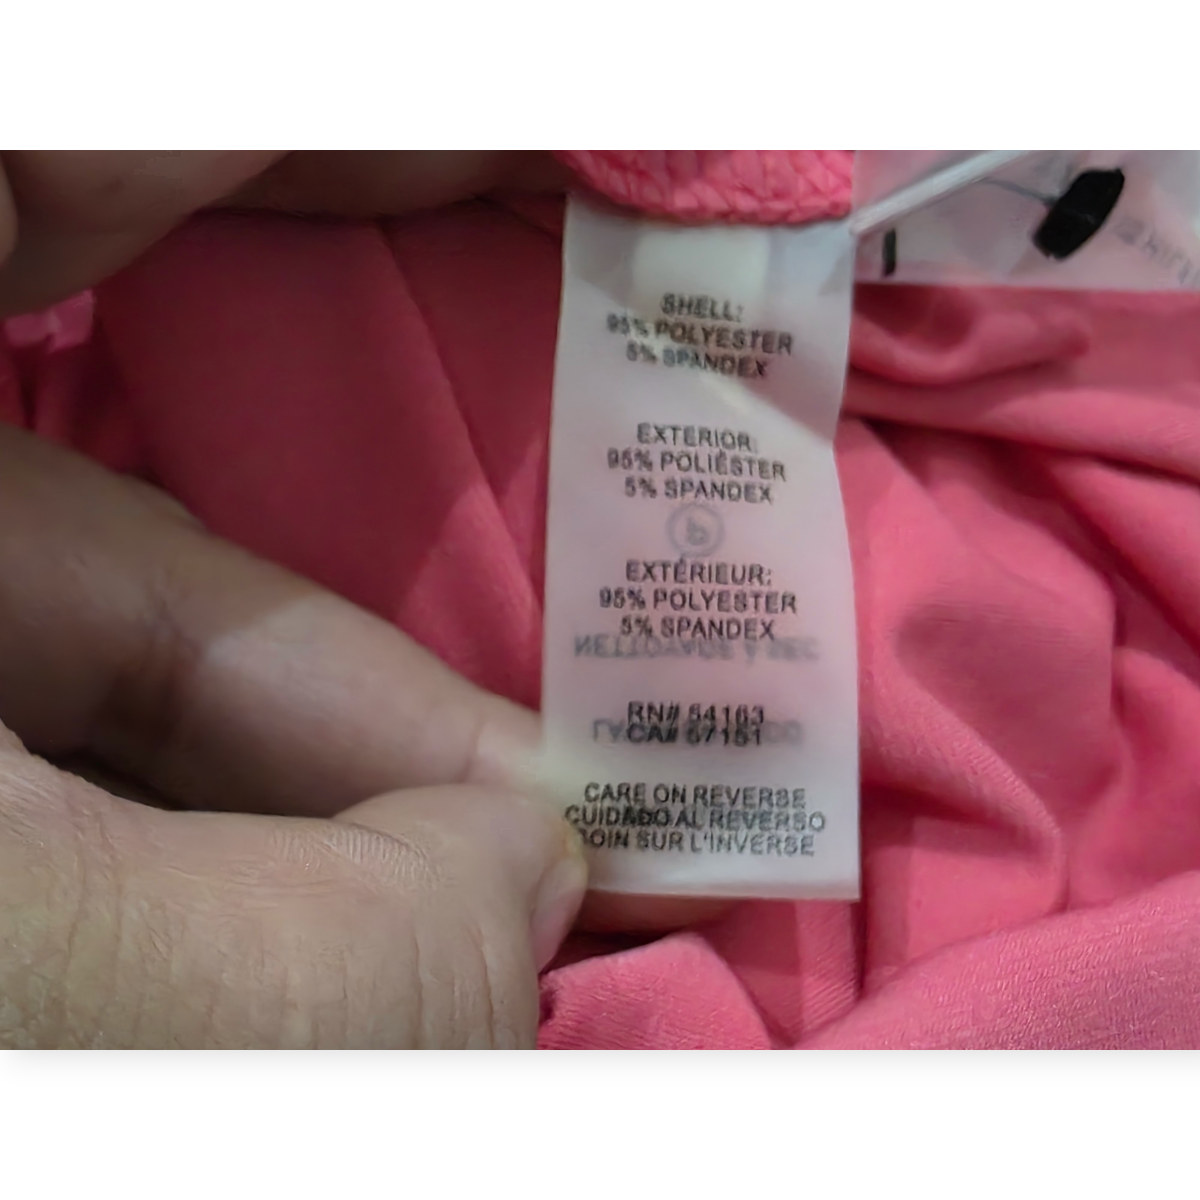 SHELL:
95% POLYESTER
5% SPANDEX
EXTERIOR:
95% POLIÉSTER
5% SPANDEX
EXTÉRIEUR:
95% POLYESTER
5% SPANDEX
RN# 54163
CA# 57151
CARE ON REVERSE
CUIDADO AL REVERSO
SOIN SUR L'INVERSE